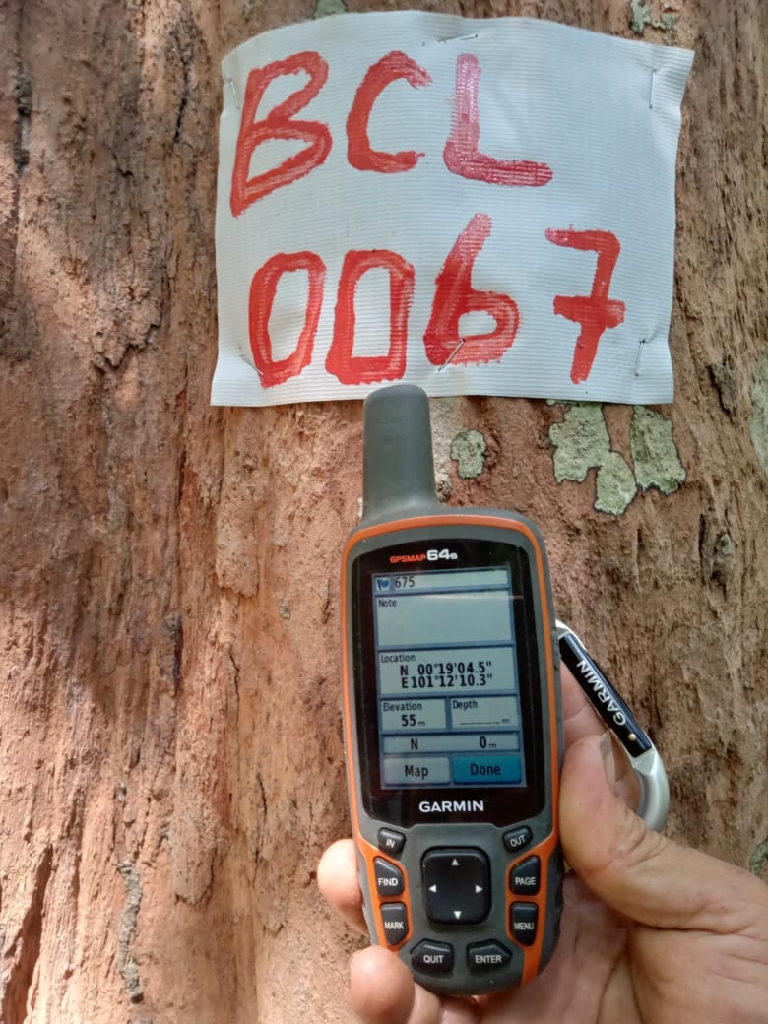 BCL
0067
GPSMAP 64s
675
Note
Location
N 00°19'04.5"
E101°12'10.3"
Elevation
55m
Depth
_____m
N 0m
Map
Done
GARMIN
GARMIN
IN
OUT
FIND
PAGE
MARK
MENU
QUIT
ENTER